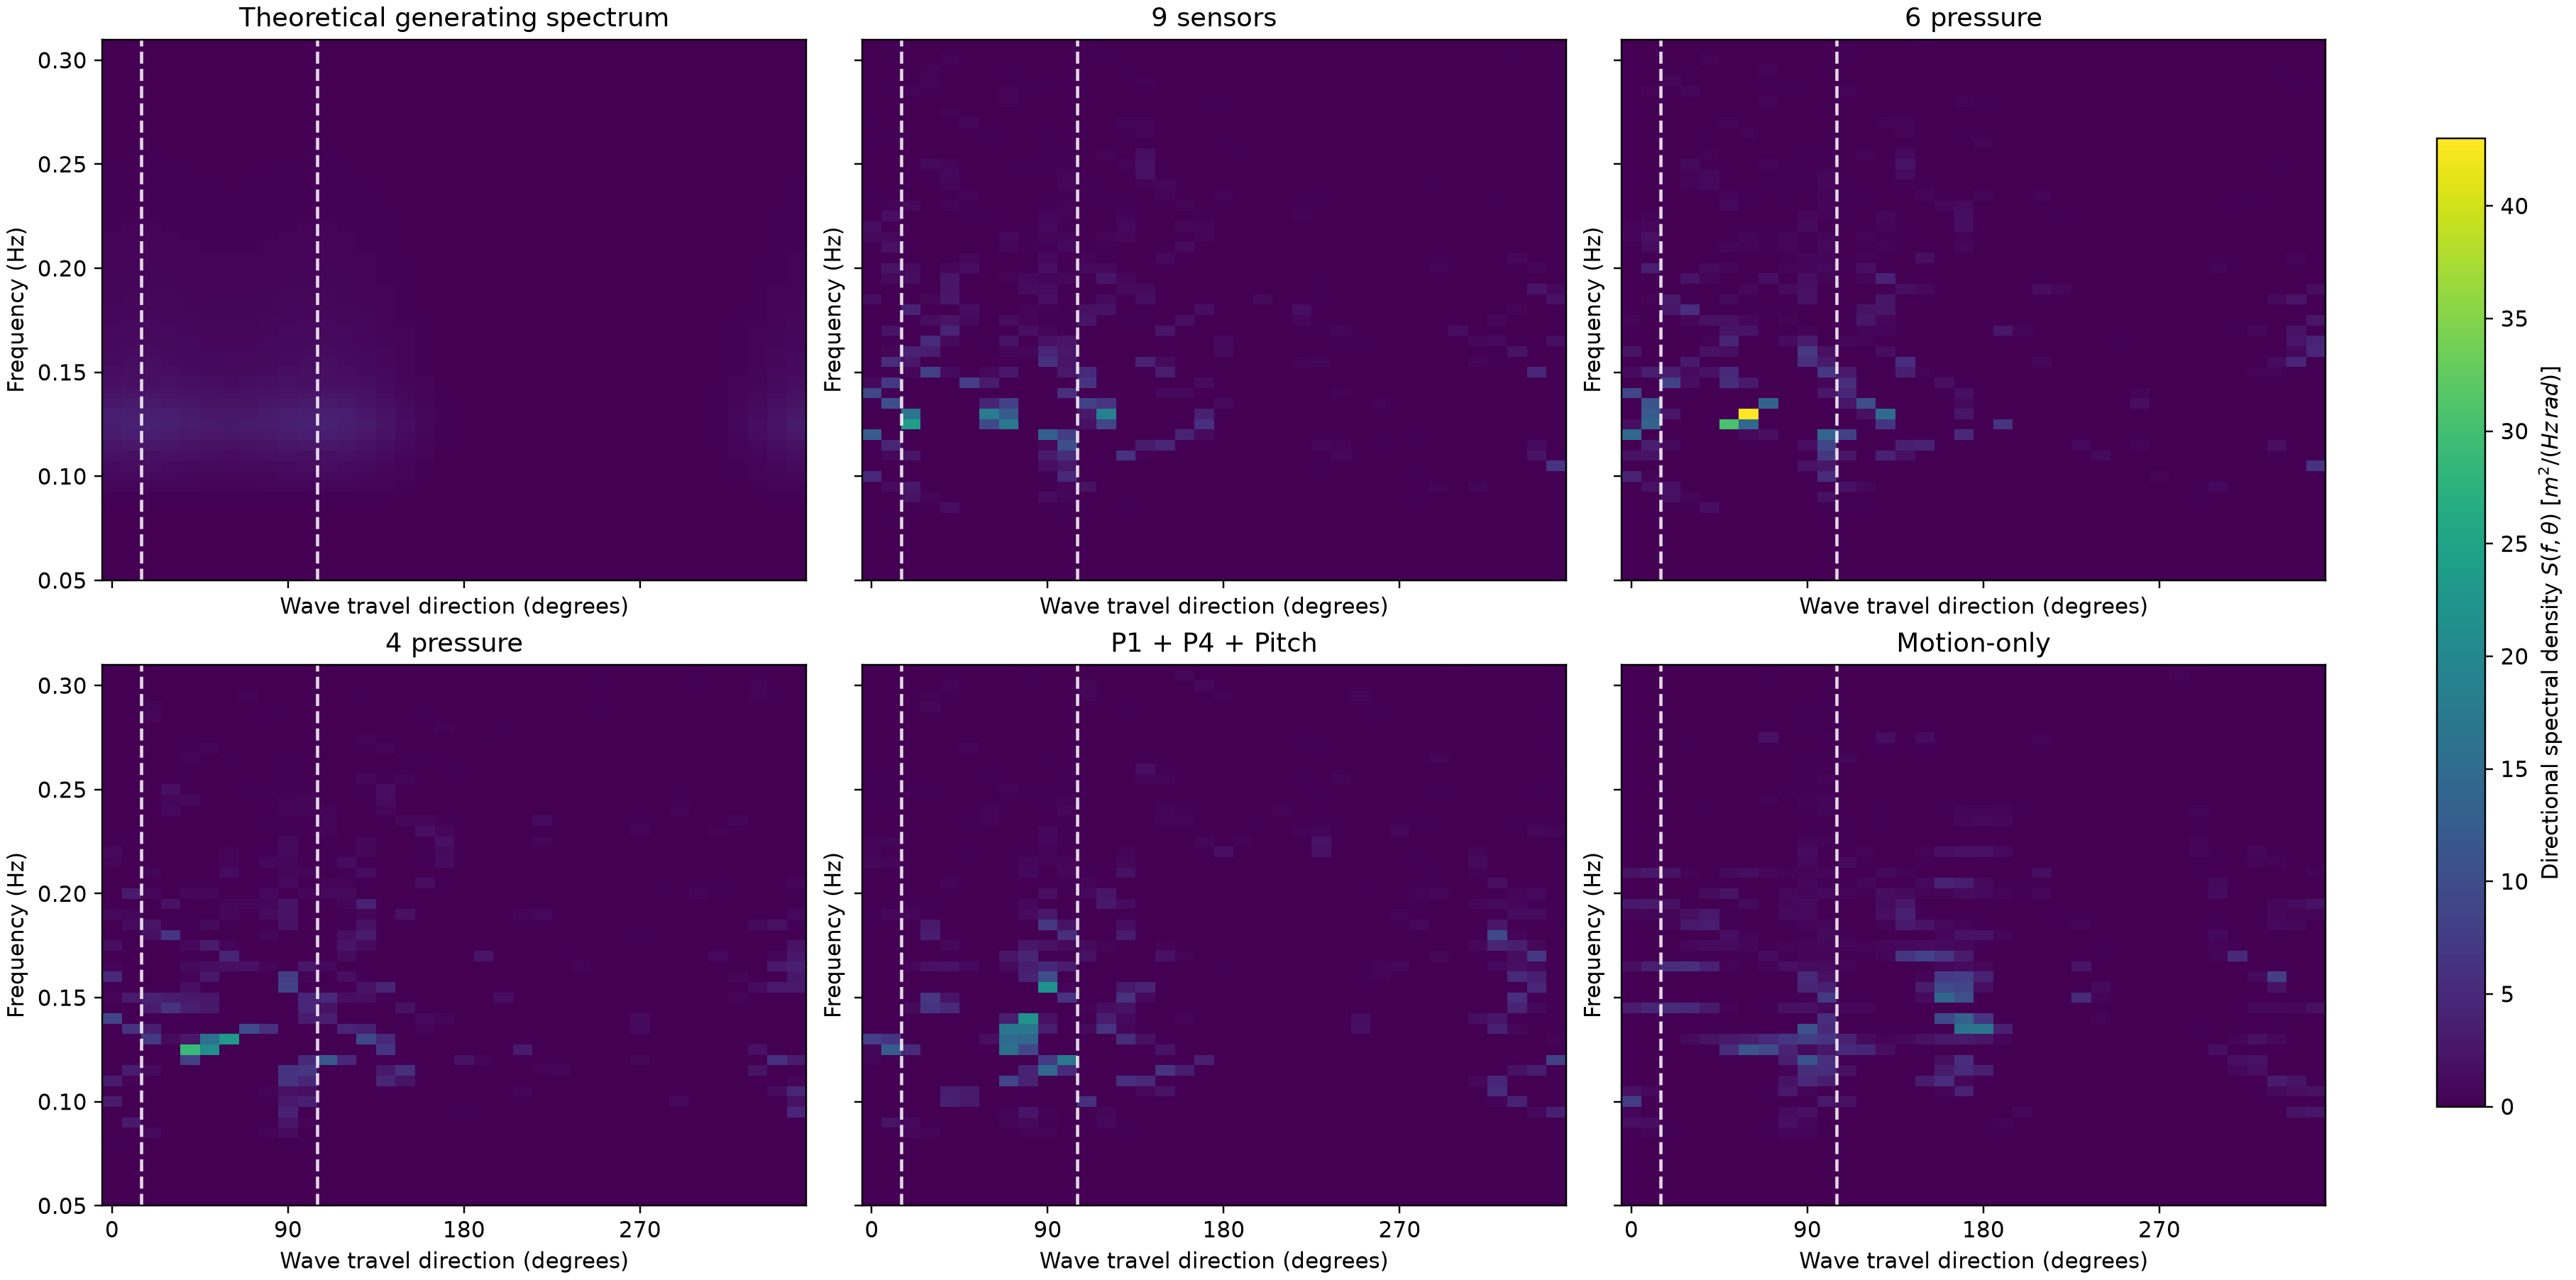 Theoretical generating spectrum
9 sensors
6 pressure
Frequency (Hz)
0.30
0.25
0.20
0.15
0.10
0.05
Frequency (Hz)
Frequency (Hz)
Wave travel direction (degrees)
Wave travel direction (degrees)
Wave travel direction (degrees)
4 pressure
P1 + P4 + Pitch
Motion-only
Frequency (Hz)
0.30
0.25
0.20
0.15
0.10
0.05
Frequency (Hz)
Frequency (Hz)
0 90 180 270
0 90 180 270
0 90 180 270
Wave travel direction (degrees)
Wave travel direction (degrees)
Wave travel direction (degrees)
40
35
30
25
20
15
10
5
0
Directional spectral density S(f, θ) [m²/(Hz rad)]